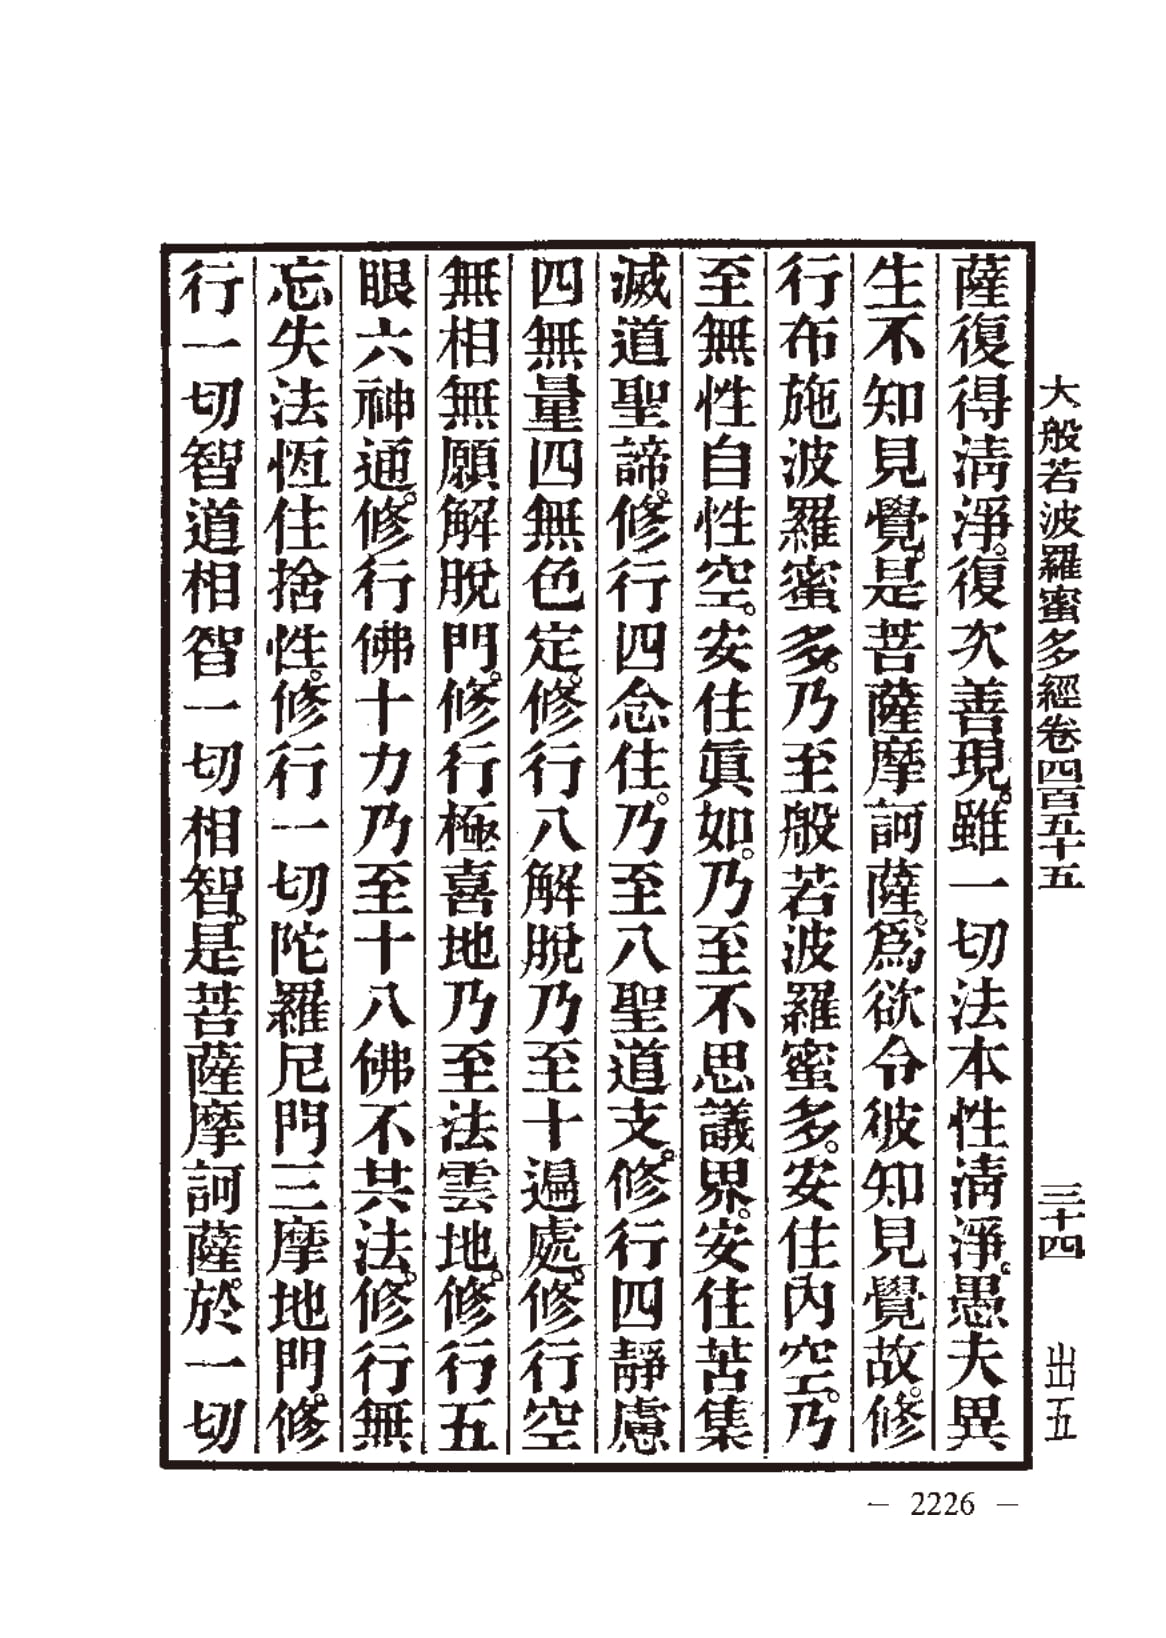 大般若波羅蜜多經卷四百五十五　三十四　出五
薩復得淸淨。復次善現。雖一切法本性淸淨。愚夫異
生不知見覺。是菩薩摩訶薩。爲欲令彼知見覺故。修
行布施波羅蜜多。乃至般若波羅蜜多。安住內空。乃
至無性自性空。安住眞如。乃至不思議界。安住苦集
滅道聖諦。修行四念住。乃至八聖道支。修行四靜慮
四無量四無色定。修行八解脫乃至十遍處。修行空
無相無願解脫門。修行極喜地乃至法雲地。修行五
眼六神通。修行佛十力乃至十八佛不共法。修行無
忘失法恆住捨性。修行一切陀羅尼門三摩地門。修
行一切智道相智一切相智。是菩薩摩訶薩。於一切
— 2226 —